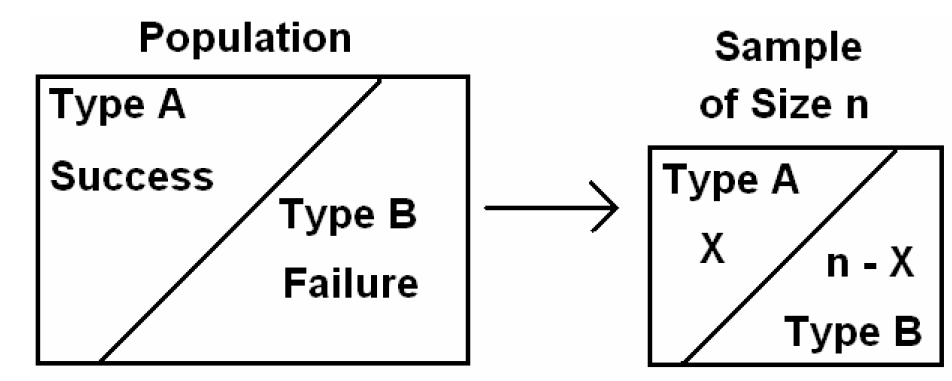 Population
Type A
Success
Type B
Failure
Sample
of Size n
Type A
X
n - X
Type B